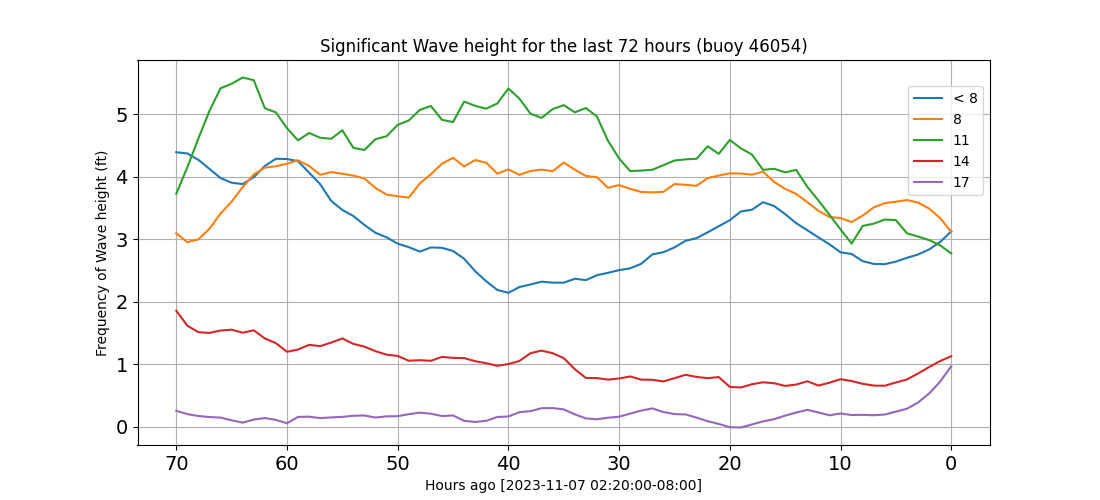 Significant Wave height for the last 72 hours (buoy 46054)
Frequency of Wave height (ft)
5
4
3
2
1
0
< 8
8
11
14
17
70 60 50 40 30 20 10 0
Hours ago [2023-11-07 02:20:00-08:00]